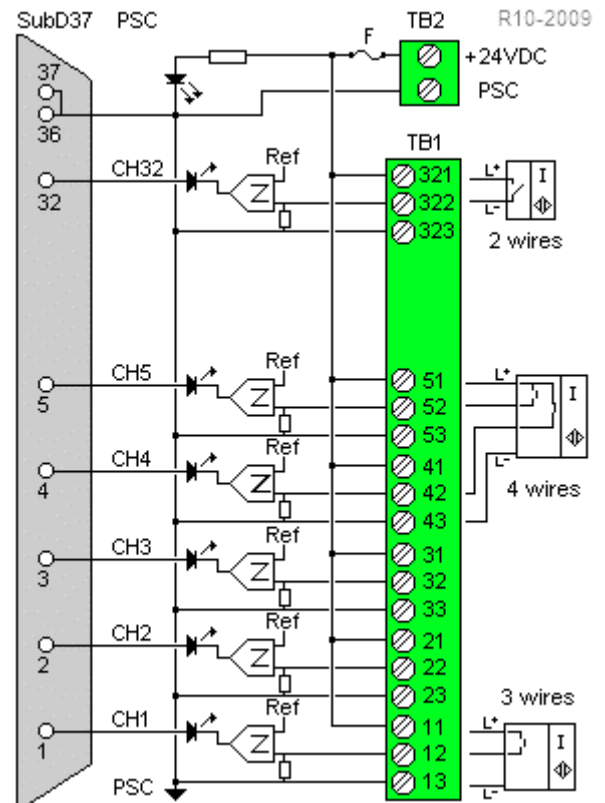 SubD37 PSC TB2 R10-2009
F
+24VDC
37
PSC
36
TB1
CH32 Ref L+ I
321
32 322
L-
323
2 wires
CH5 Ref L+
51 I
5 Z 52
53
CH4 Ref
41 L-
4 Z 42 4 wires
43
CH3 Ref
31
3 Z 32
33
CH2 Ref
21
2 Z 22
23 3 wires
CH1 Ref
11 L+
1 Z 12 I
PSC 13
L-